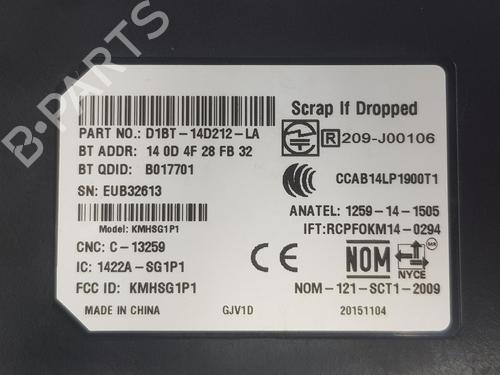 B-PARTS
Scrap If Dropped
PART NO.: D1BT-14D212-LA
R 209-J00106
BT ADDR: 14 0D 4F 28 FB 32
BT QDID: B017701
CCAB14LP1900T1
SN: EUB32613
ANATEL: 1259-14-1505
Model: KMHSG1P1
IFT:RCPFOKM14-0294
CNC: C-13259
IC: 1422A-SG1P1
CE
NOM
NYCE
FCC ID: KMHSG1P1
NOM-121-SCT1-2009
MADE IN CHINA
GJV1D
20151104